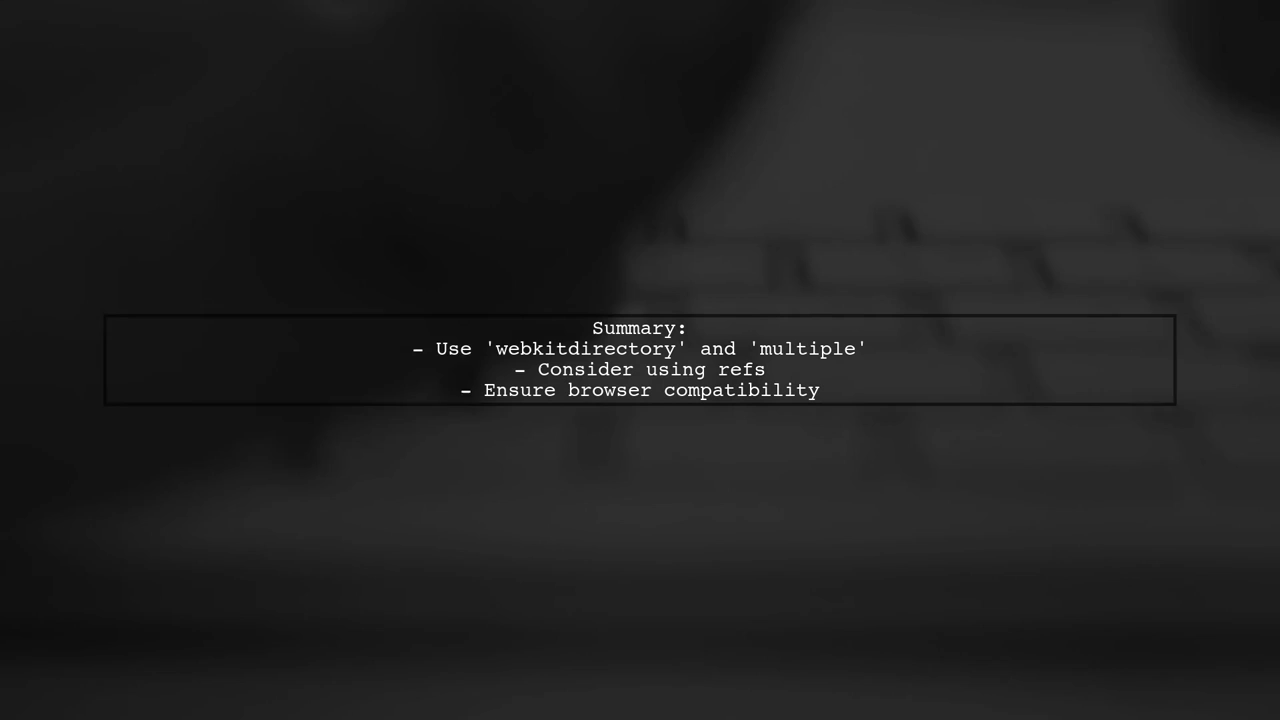 Summary:
- Use 'webkitdirectory' and 'multiple'
- Consider using refs
- Ensure browser compatibility